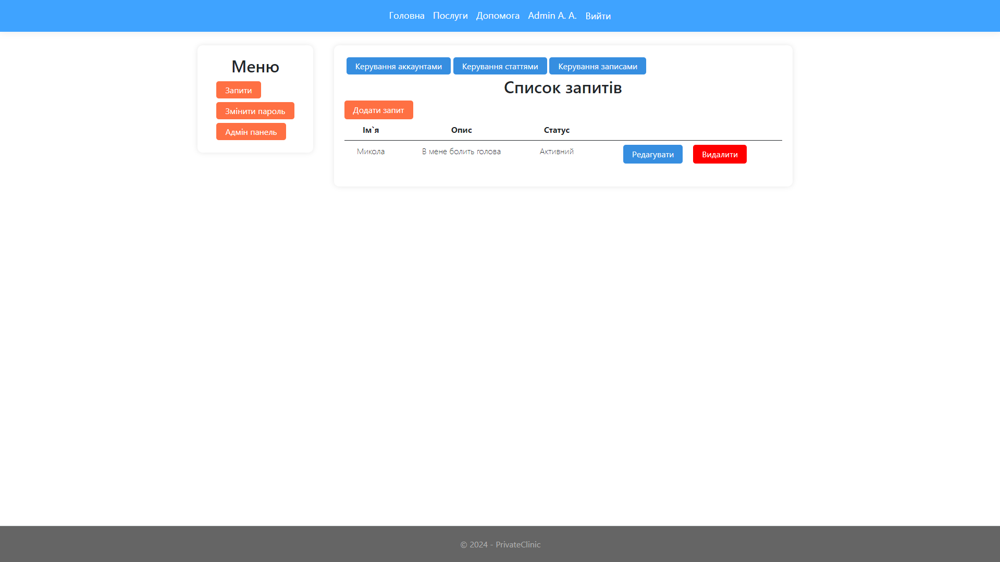 Головна Послуги Допомога Admin A. A. Вийти
Меню
Запити
Змінити пароль
Адмін панель
Керування аккаунтами Керування статтями Керування записами
Список запитів
Додати запит
Ім`я Опис Статус
Микола В мене болить голова Активний Редагувати Видалити
© 2024 - PrivateClinic